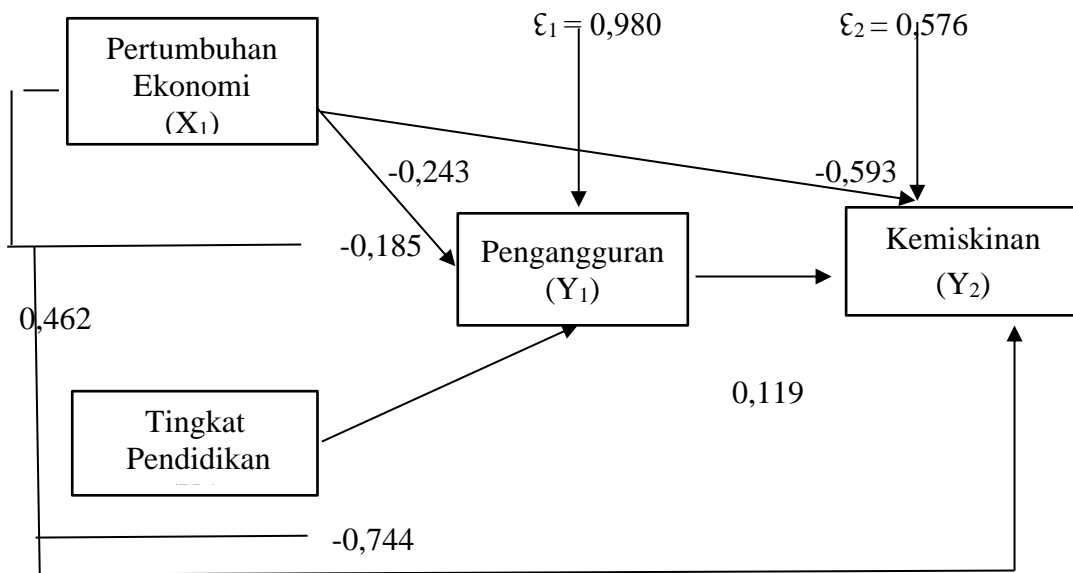 Ɛ1 = 0,980
Ɛ2 = 0,576
Pertumbuhan
Ekonomi
(X1)
-0,243
-0,593
-0,185
Pengangguran
(Y1)
Kemiskinan
(Y2)
0,462
0,119
Tingkat
Pendidikan
-0,744